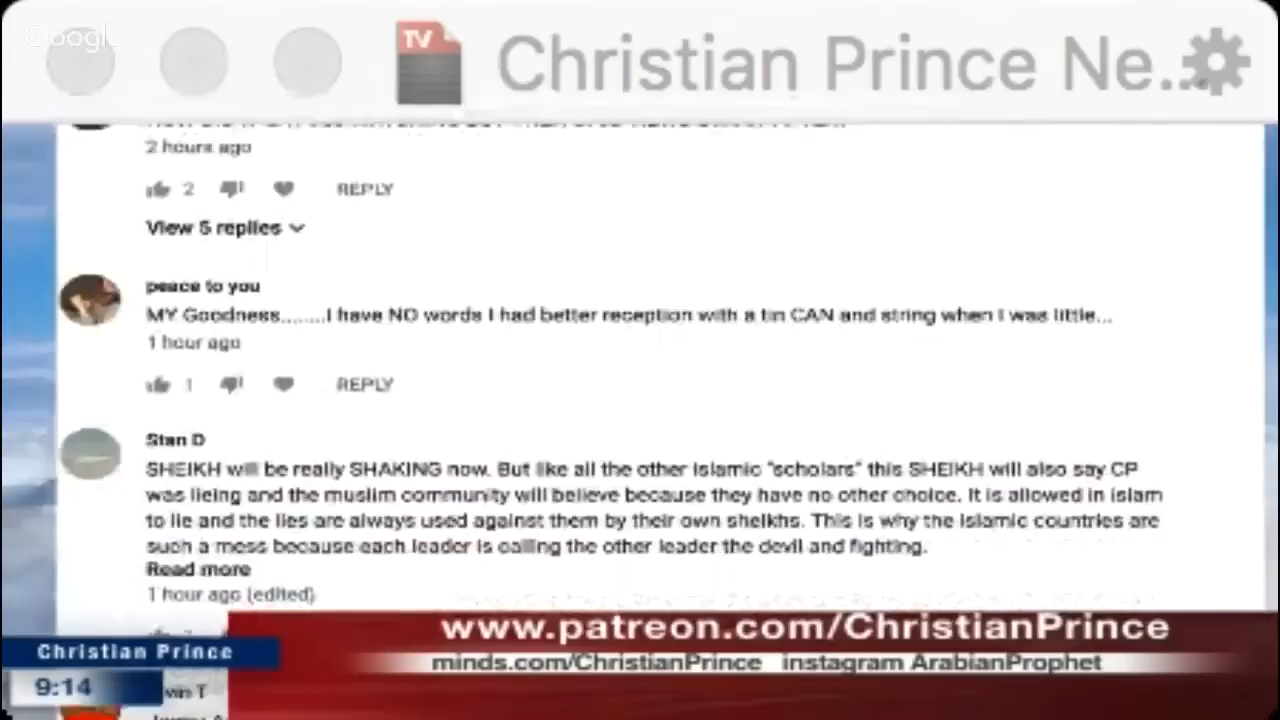 Google
TV
Christian Prince Ne...
2 hours ago
2
REPLY
View 5 replies
peace to you
MY Goodness........I have NO words I had better reception with a tin CAN and string when I was little...
1 hour ago
1
REPLY
Stan D
SHEIKH will be really SHAKING now. But like all the other Islamic "scholars" this SHEIKH will also say CP
was lieing and the muslim community will believe because they have no other choice. It is allowed in islam
to lie and the lies are always used against them by their own sheikhs. This is why the Islamic countries are
such a mess because each leader is calling the other leader the devil and fighting.
Read more
1 hour ago (edited)
www.patreon.com/ChristianPrince
Christian Prince
minds.com/ChristianPrince instagram ArabianProphet
9:14